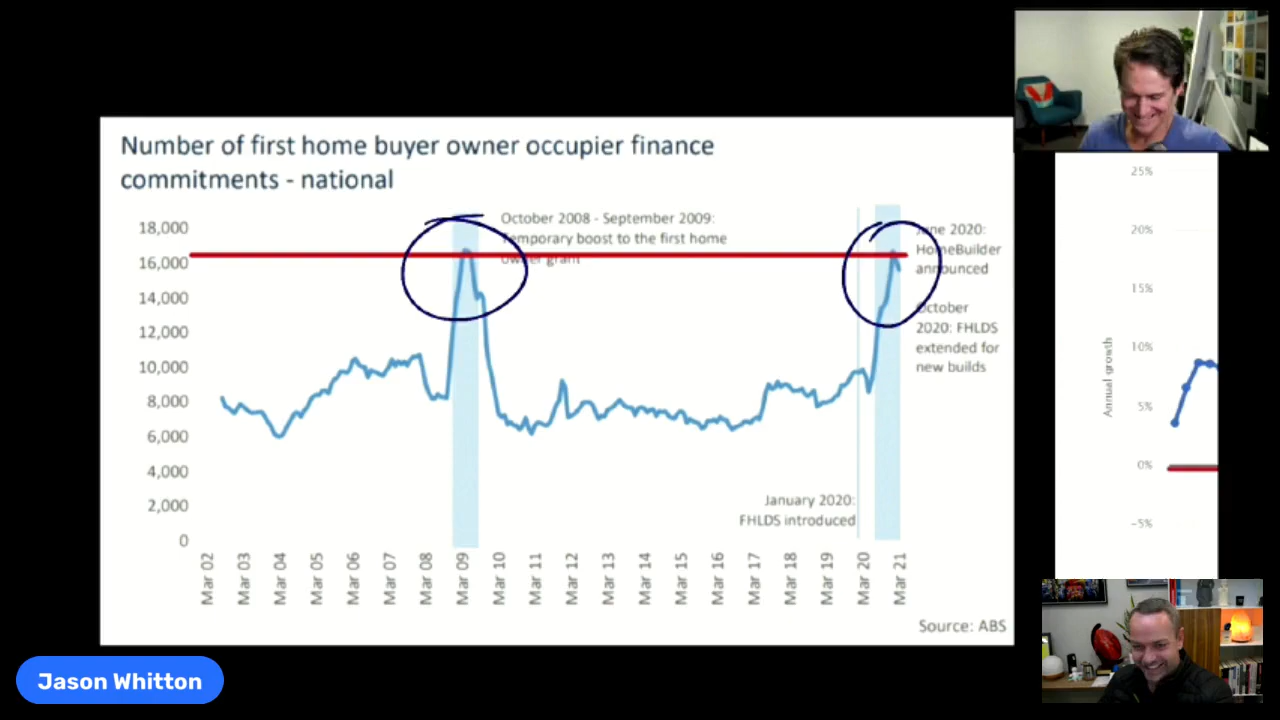 Number of first home buyer owner occupier finance
commitments - national
18,000
16,000
14,000
12,000
10,000
8,000
6,000
4,000
2,000
0
October 2008 - September 2009:
Temporary boost to the first home
owner grant
June 2020:
HomeBuilder
announced
October
2020: FHLDS
extended for
new builds
January 2020:
FHLDS introduced
Mar 02
Mar 03
Mar 04
Mar 05
Mar 06
Mar 07
Mar 08
Mar 09
Mar 10
Mar 11
Mar 12
Mar 13
Mar 14
Mar 15
Mar 16
Mar 17
Mar 18
Mar 19
Mar 20
Mar 21
Source: ABS
25%
20%
15%
10%
5%
0%
-5%
Annual growth
Jason Whitton